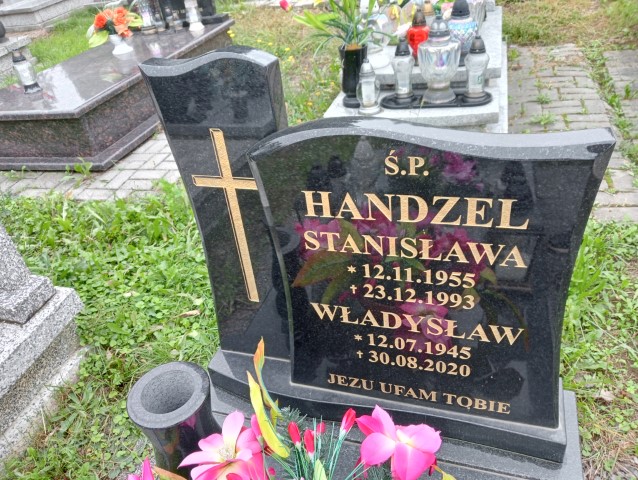 Ś.P.
HANDZEL
STANISŁAWA
* 12.11.1955
† 23.12.1993
WŁADYSŁAW
* 12.07.1945
† 30.08.2020
JEZU UFAM TOBIE